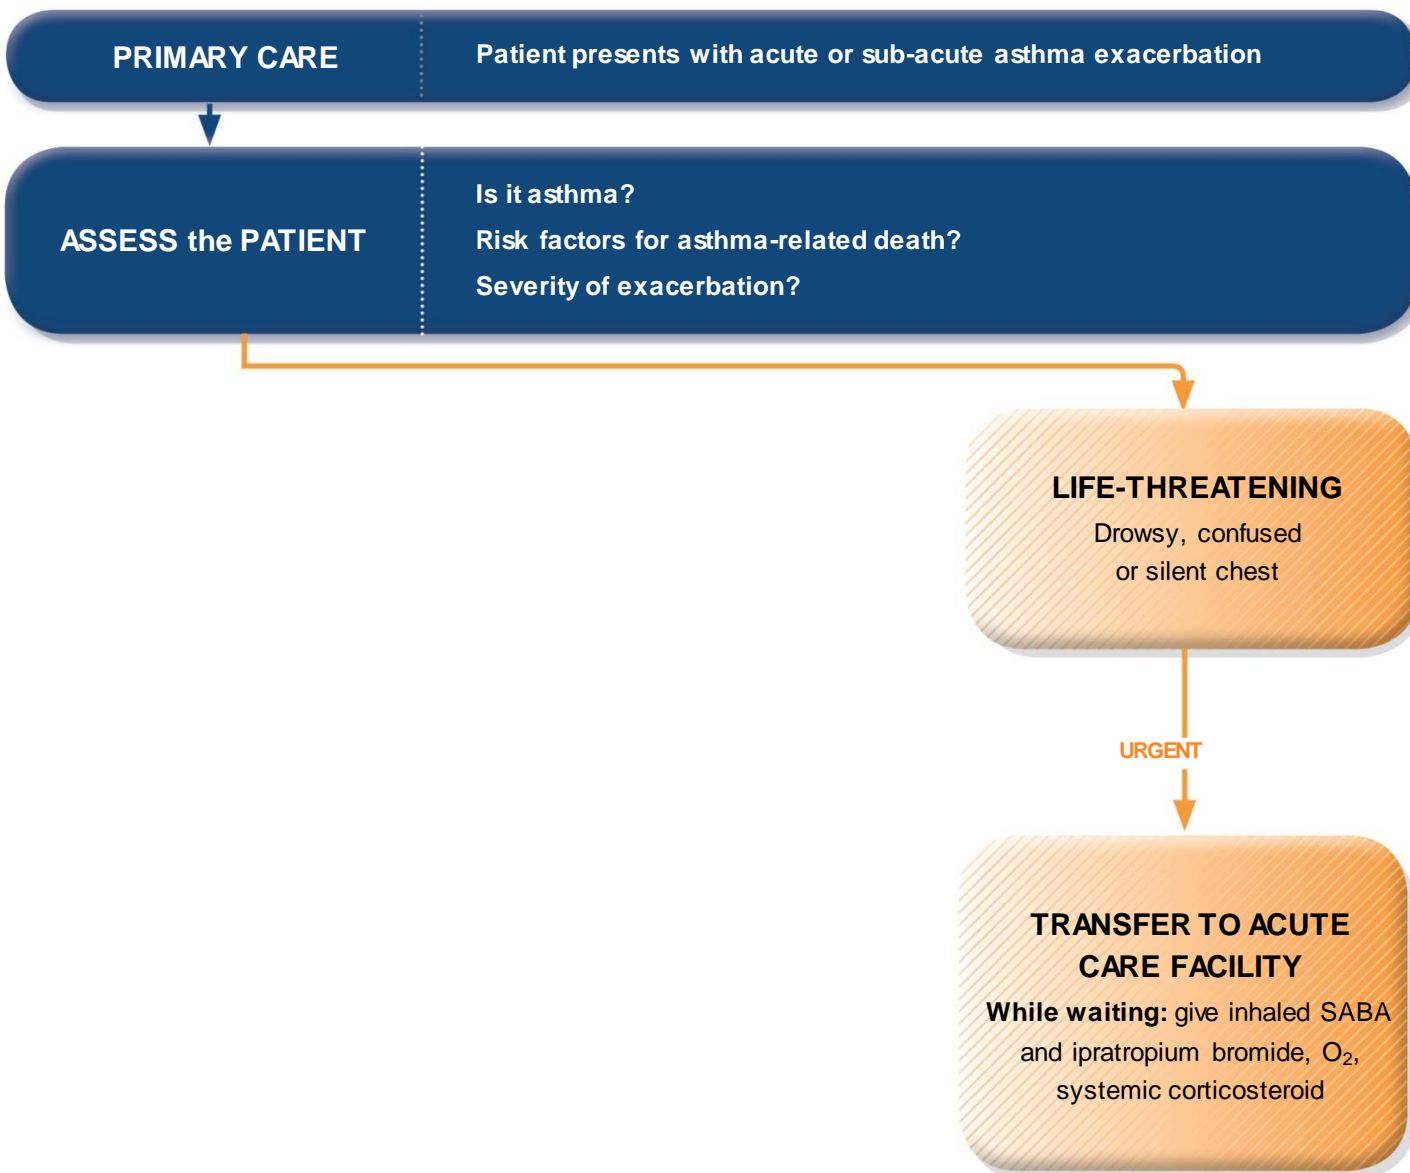 PRIMARY CARE
Patient presents with acute or sub-acute asthma exacerbation
ASSESS the PATIENT
Is it asthma?
Risk factors for asthma-related death?
Severity of exacerbation?
LIFE-THREATENING
Drowsy, confused
or silent chest
URGENT
TRANSFER TO ACUTE
CARE FACILITY
While waiting: give inhaled SABA
and ipratropium bromide, O₂,
systemic corticosteroid